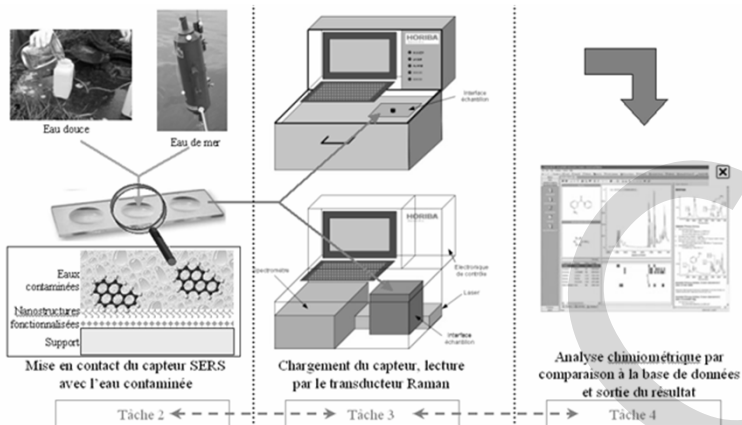 Eau douce
Eau de mer
Eaux
contaminées
Nanostructures
fonctionnalisées
Support
Mise en contact du capteur SERS
avec l'eau contaminée
Tâche 2
HORIBA
Interface
échantillon
HORIBA
Spectromètre
Electronique
de contrôle
Laser
Interface
échantillon
Chargement du capteur, lecture
par le transducteur Raman
Tâche 3
Analyse chimiométrique par
comparaison à la base de données
et sortie du résultat
Tâche 4